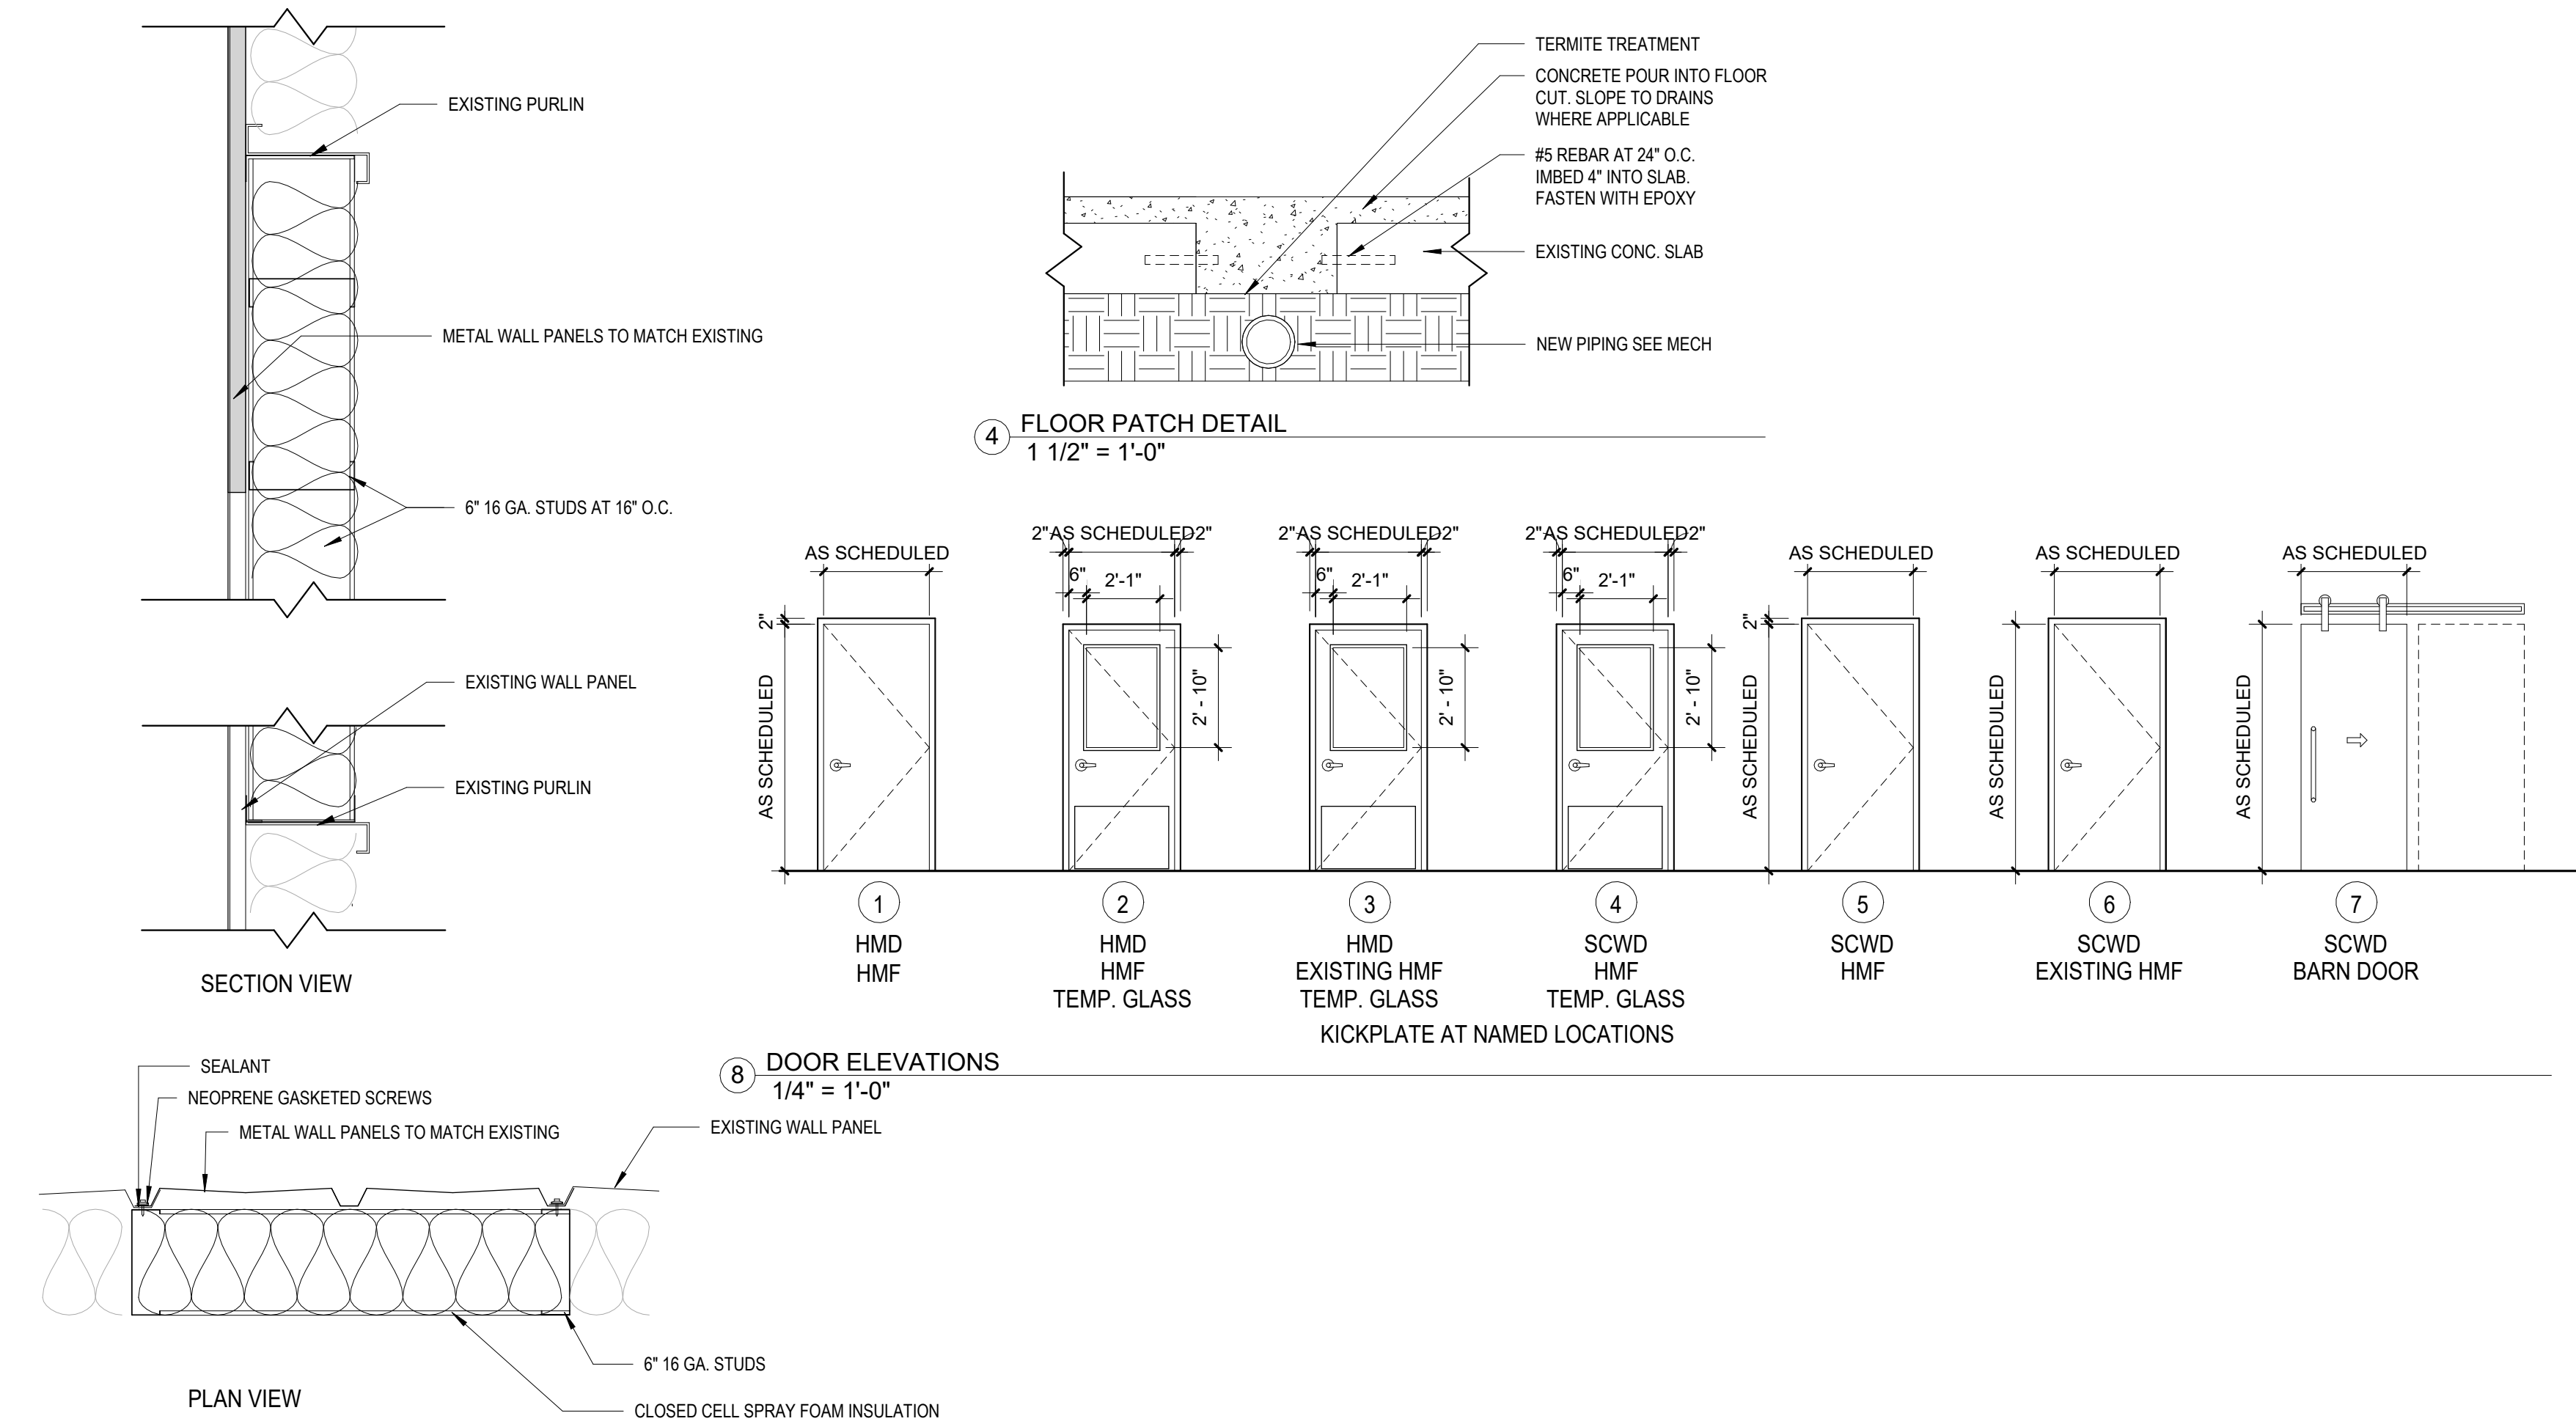 EXISTING PURLIN
METAL WALL PANELS TO MATCH EXISTING
6" 16 GA. STUDS AT 16" O.C.
EXISTING WALL PANEL
EXISTING PURLIN
SECTION VIEW
TERMITE TREATMENT
CONCRETE POUR INTO FLOOR
CUT. SLOPE TO DRAINS
WHERE APPLICABLE
#5 REBAR AT 24" O.C.
IMBED 4" INTO SLAB.
FASTEN WITH EPOXY
EXISTING CONC. SLAB
NEW PIPING SEE MECH
4 FLOOR PATCH DETAIL
1 1/2" = 1'-0"
AS SCHEDULED
2"
AS SCHEDULED
1
HMD
HMF
2" AS SCHEDULED 2"
6" 2'-1"
2' - 10"
2
HMD
HMF
TEMP. GLASS
2" AS SCHEDULED 2"
6" 2'-1"
2' - 10"
3
HMD
EXISTING HMF
TEMP. GLASS
2" AS SCHEDULED 2"
6" 2'-1"
2' - 10"
4
SCWD
HMF
TEMP. GLASS
AS SCHEDULED
2"
AS SCHEDULED
5
SCWD
HMF
AS SCHEDULED
AS SCHEDULED
6
SCWD
EXISTING HMF
AS SCHEDULED
AS SCHEDULED
7
SCWD
BARN DOOR
KICKPLATE AT NAMED LOCATIONS
8 DOOR ELEVATIONS
1/4" = 1'-0"
SEALANT
NEOPRENE GASKETED SCREWS
METAL WALL PANELS TO MATCH EXISTING
EXISTING WALL PANEL
6" 16 GA. STUDS
CLOSED CELL SPRAY FOAM INSULATION
PLAN VIEW